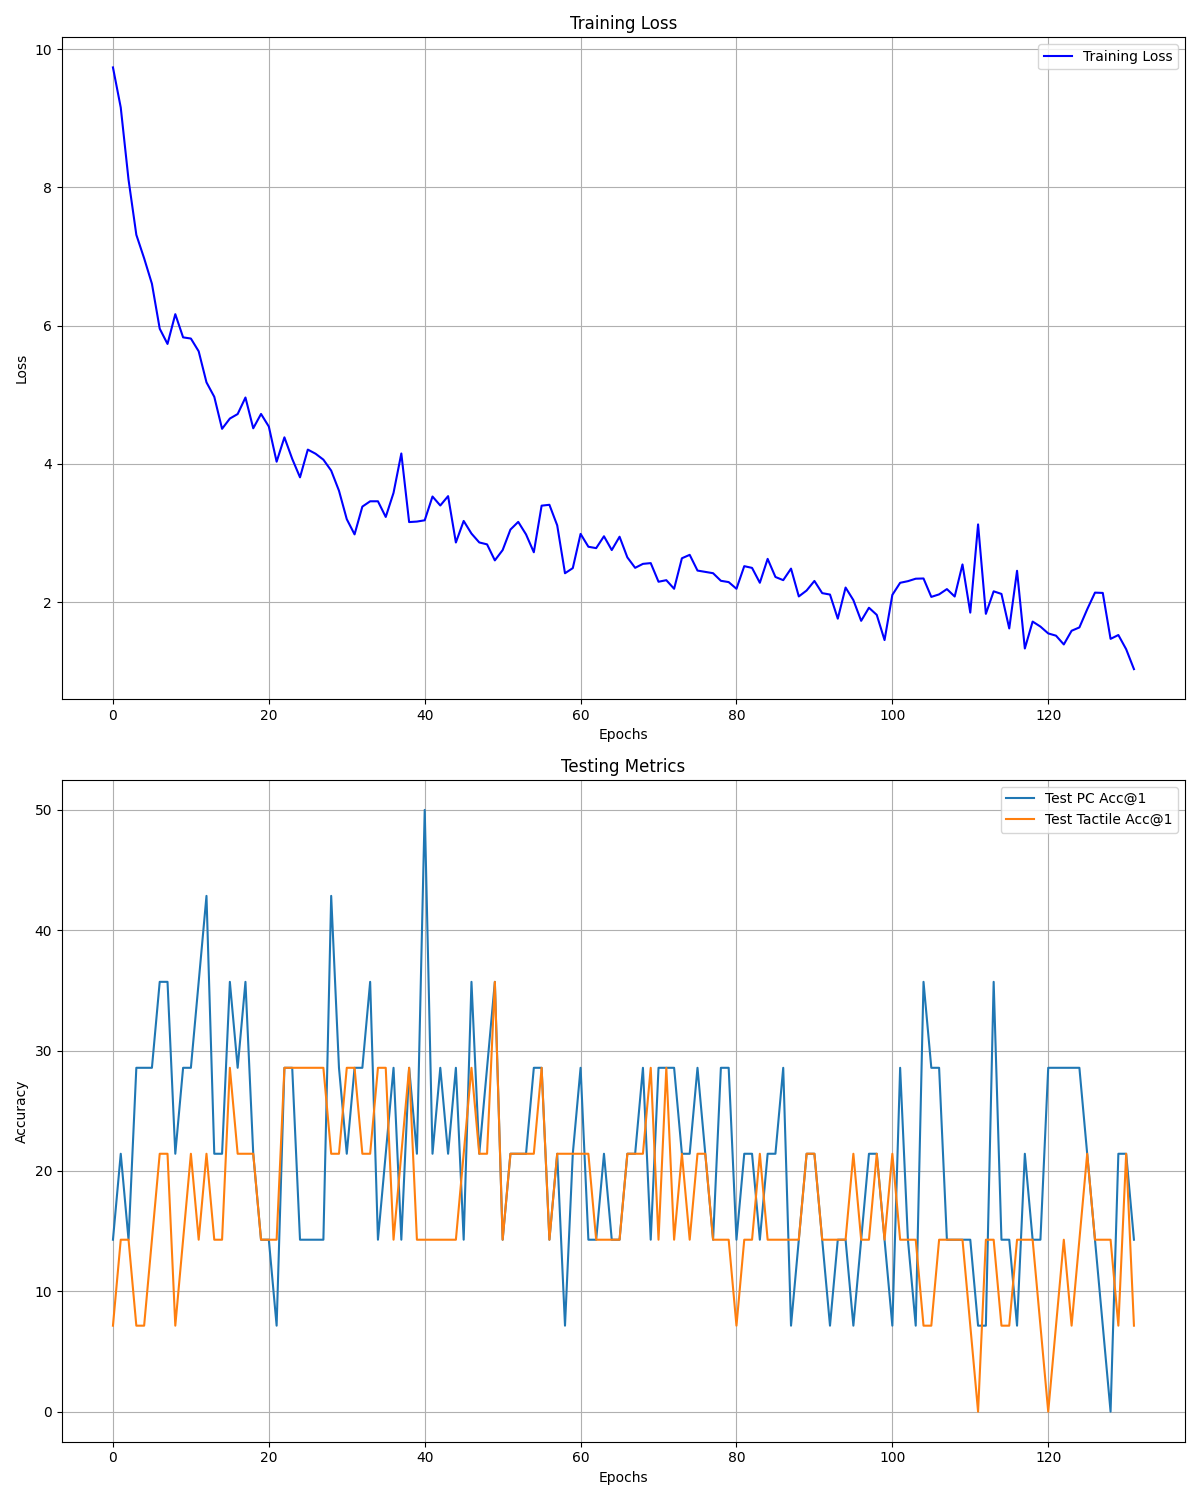 Training Loss
Training Loss
10
8
6
4
2
Loss
0 20 40 60 80 100 120
Epochs
Testing Metrics
Test PC Acc@1
Test Tactile Acc@1
50
40
30
20
10
0
Accuracy
0 20 40 60 80 100 120
Epochs